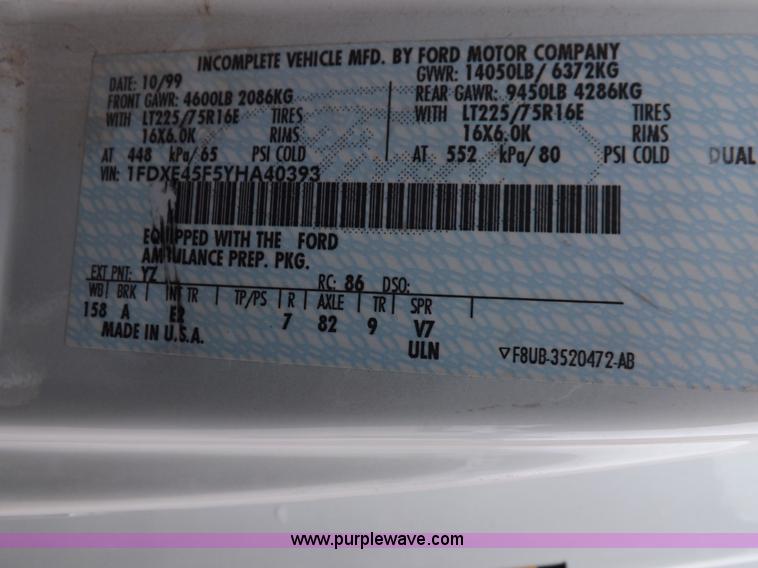 INCOMPLETE VEHICLE MFD. BY FORD MOTOR COMPANY
DATE: 10/99 GVWR: 14050LB/ 6372KG
FRONT GAWR: 4600LB 2086KG REAR GAWR: 9450LB 4286KG
WITH LT225/75R16E TIRES WITH LT225/75R16E TIRES
16X6.0K RIMS 16X6.0K RIMS
AT 448 kPa/65 PSI COLD AT 552 kPa/80 PSI COLD DUAL
VIN: 1FDXE45F5YHA40393
EQUIPPED WITH THE FORD
AMBULANCE PREP. PKG.
EXT PNT: YZ RC: 86 DSO:
WB BRK INT TR TP/PS R AXLE TR SPR
158 A E2 7 82 9 V7
MADE IN U.S.A. ULN ▽F8UB-3520472-AB
www.purplewave.com